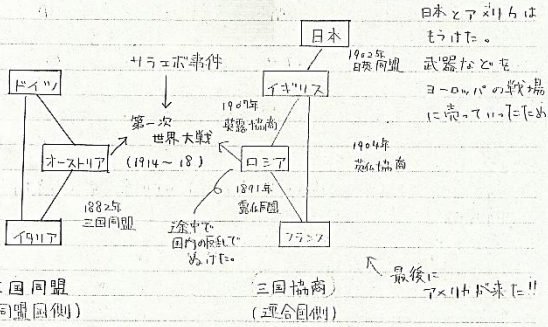 日本とアメリカは
もうけた。
武器などを
ヨーロッパの戦場
に売っていったため
日本
1902年
日英同盟
サラエボ事件
ドイツ
イギリス
1907年
英露協商
第一次
世界大戦
(1914〜18)
オーストリア
ロシア
1904年
英仏協商
1882年
三国同盟
1891年
露仏同盟
イタリア
途中で
国内の反乱で
ぬけた。
フランス
最後に
アメリカが来た!!
三国同盟
同盟国側)
(三国協商)
(連合国側)